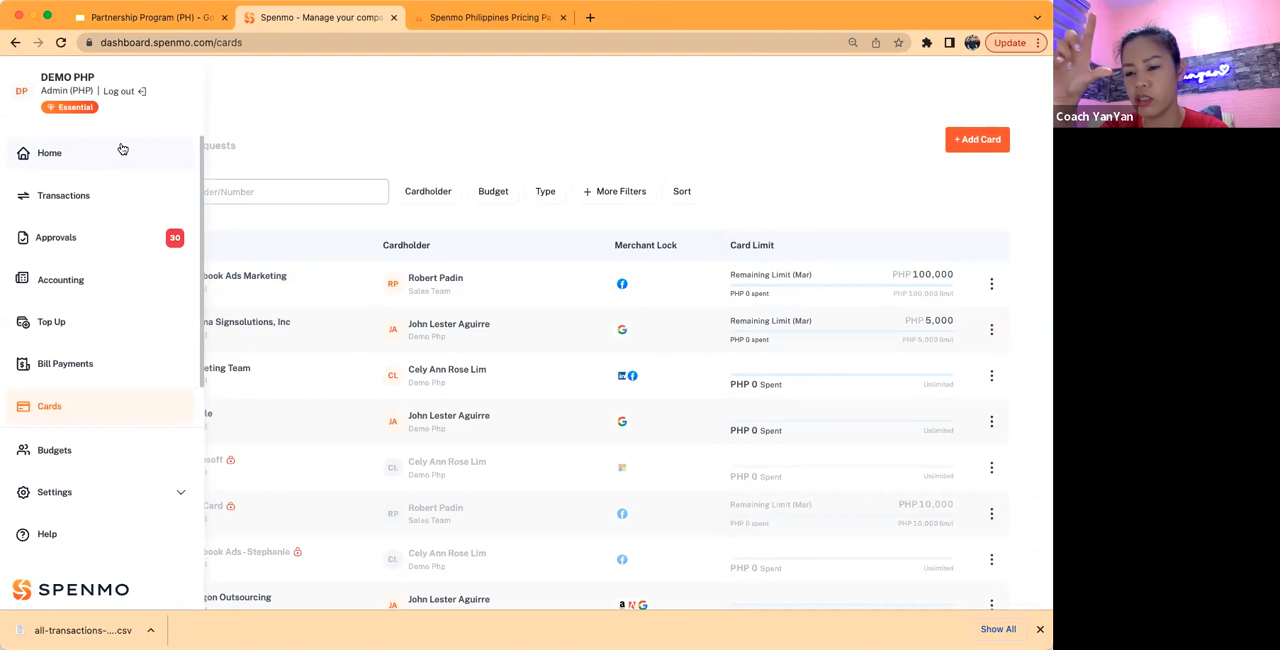 Partnership Program (PH) - Go
Spenmo - Manage your compa
Spenmo Philippines Pricing Pa
dashboard.spenmo.com/cards
Update
DEMO PHP
DP
Admin (PHP) | Log out
Essential
Home
Transactions
Approvals
30
Accounting
Top Up
Bill Payments
Cards
Budgets
Settings
Help
SPENMO
quests
+ Add Card
der/Number
Cardholder
Budget
Type
+ More Filters
Sort
Cardholder
Merchant Lock
Card Limit
book Ads Marketing
RP
Robert Padin
Sales Team
Remaining Limit (Mar)
PHP 100,000
PHP 0 spent
PHP 100,000 limit
na Signsolutions, Inc
JA
John Lester Aguirre
Demo Php
Remaining Limit (Mar)
PHP 5,000
PHP 0 spent
PHP 5,000 limit
eting Team
CL
Cely Ann Rose Lim
Demo Php
PHP 0 Spent
Unlimited
le
JA
John Lester Aguirre
Demo Php
PHP 0 Spent
Unlimited
soft
CL
Cely Ann Rose Lim
Demo Php
PHP 0 Spent
Unlimited
Card
RP
Robert Padin
Sales Team
Remaining Limit (Mar)
PHP 10,000
PHP 0 spent
PHP 10,000 limit
book Ads - Stephanie
CL
Cely Ann Rose Lim
Demo Php
PHP 0 Spent
Unlimited
gon Outsourcing
JA
John Lester Aguirre
all-transactions-....csv
Show All
Coach YanYan